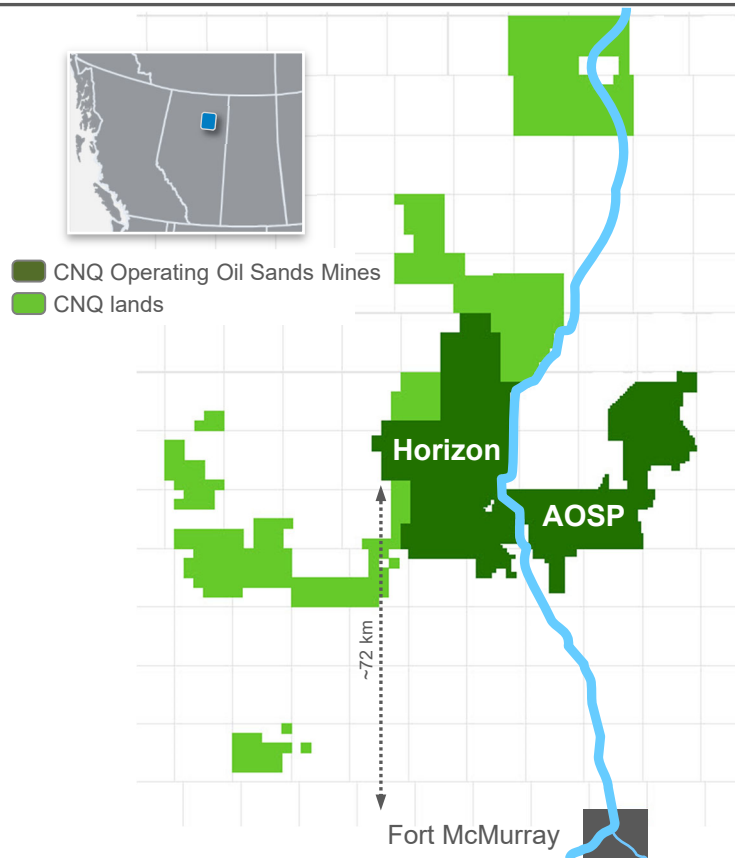 CNQ Operating Oil Sands Mines
CNQ lands
Horizon
AOSP
~72 km
Fort McMurray